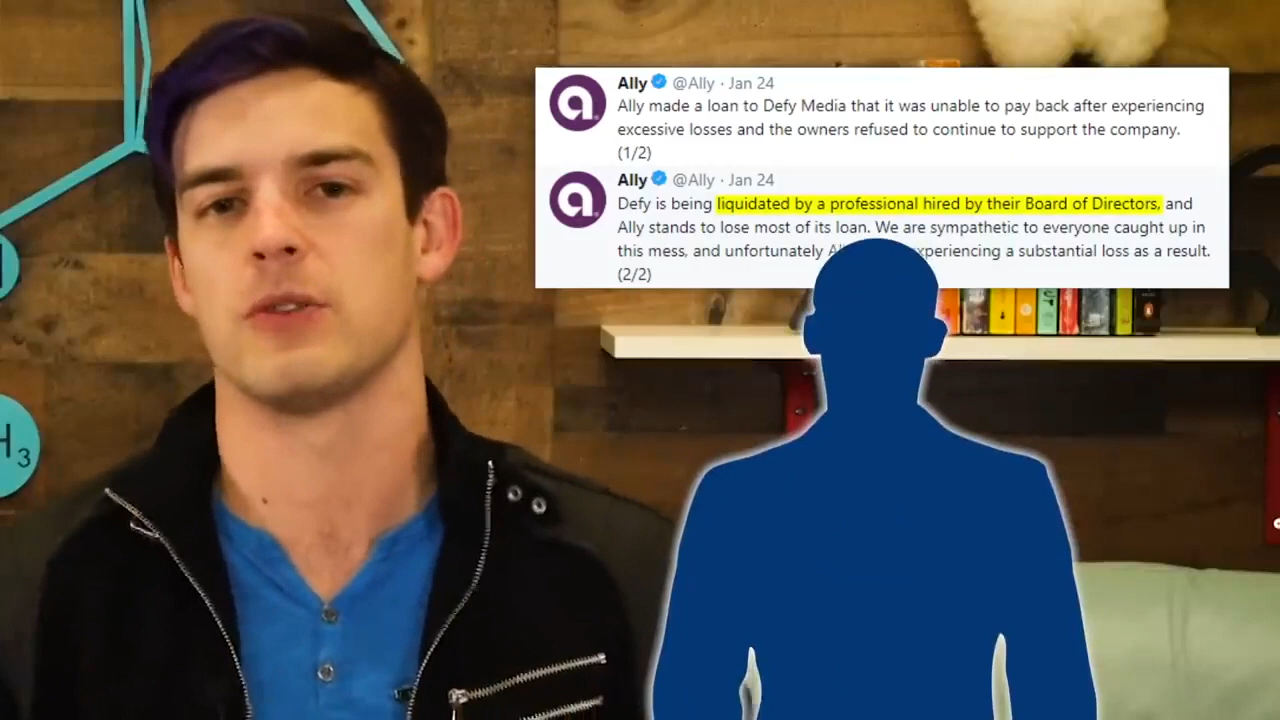 Ally @Ally · Jan 24
Ally made a loan to Defy Media that it was unable to pay back after experiencing
excessive losses and the owners refused to continue to support the company.
(1/2)
Ally @Ally · Jan 24
Defy is being liquidated by a professional hired by their Board of Directors, and
Ally stands to lose most of its loan. We are sympathetic to everyone caught up in
this mess, and unfortunately experiencing a substantial loss as a result.
(2/2)
H3